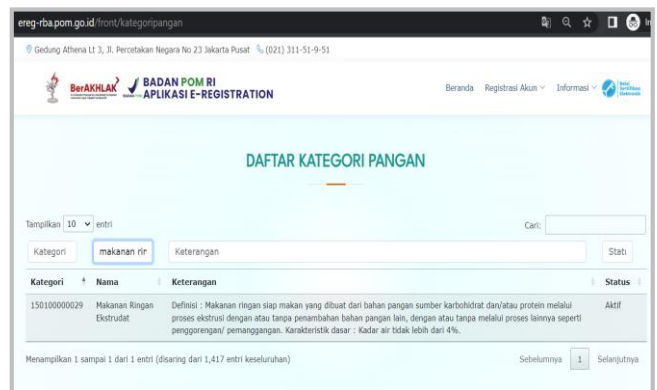 ereg-rba.pom.go.id/front/kategoripangan
Gedung Athena Lt 3, Jl. Percetakan Negara No 23 Jakarta Pusat (021) 311-51-9-51
BerAKHLAK BADAN POM RI
APLIKASI E-REGISTRATION
Beranda Registrasi Akun Informasi Balai Sertifikasi Elektronik
DAFTAR KATEGORI PANGAN
Tampilkan 10 entri Cari:
Kategori makanan rir Keterangan Stati
Kategori Nama Keterangan Status
150100000029 Makanan Ringan Definisi : Makanan ringan siap makan yang dibuat dari bahan pangan sumber karbohidrat dan/atau protein melalui Aktif
Ekstrudat proses ekstrusi dengan atau tanpa penambahan bahan pangan lain, dengan atau tanpa melalui proses lainnya seperti
penggorengan/ pemanggangan. Karakteristik dasar : Kadar air tidak lebih dari 4%.
Menampilkan 1 sampai 1 dari 1 entri (disaring dari 1,417 entri keseluruhan) Sebelumnya 1 Selanjutnya